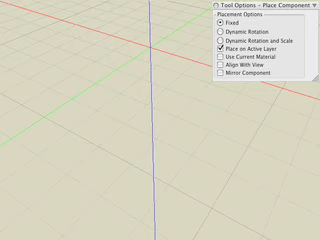 Tool Options - Place Component
Placement Options
Fixed
Dynamic Rotation
Dynamic Rotation and Scale
Place on Active Layer
Use Current Material
Align With View
Mirror Component